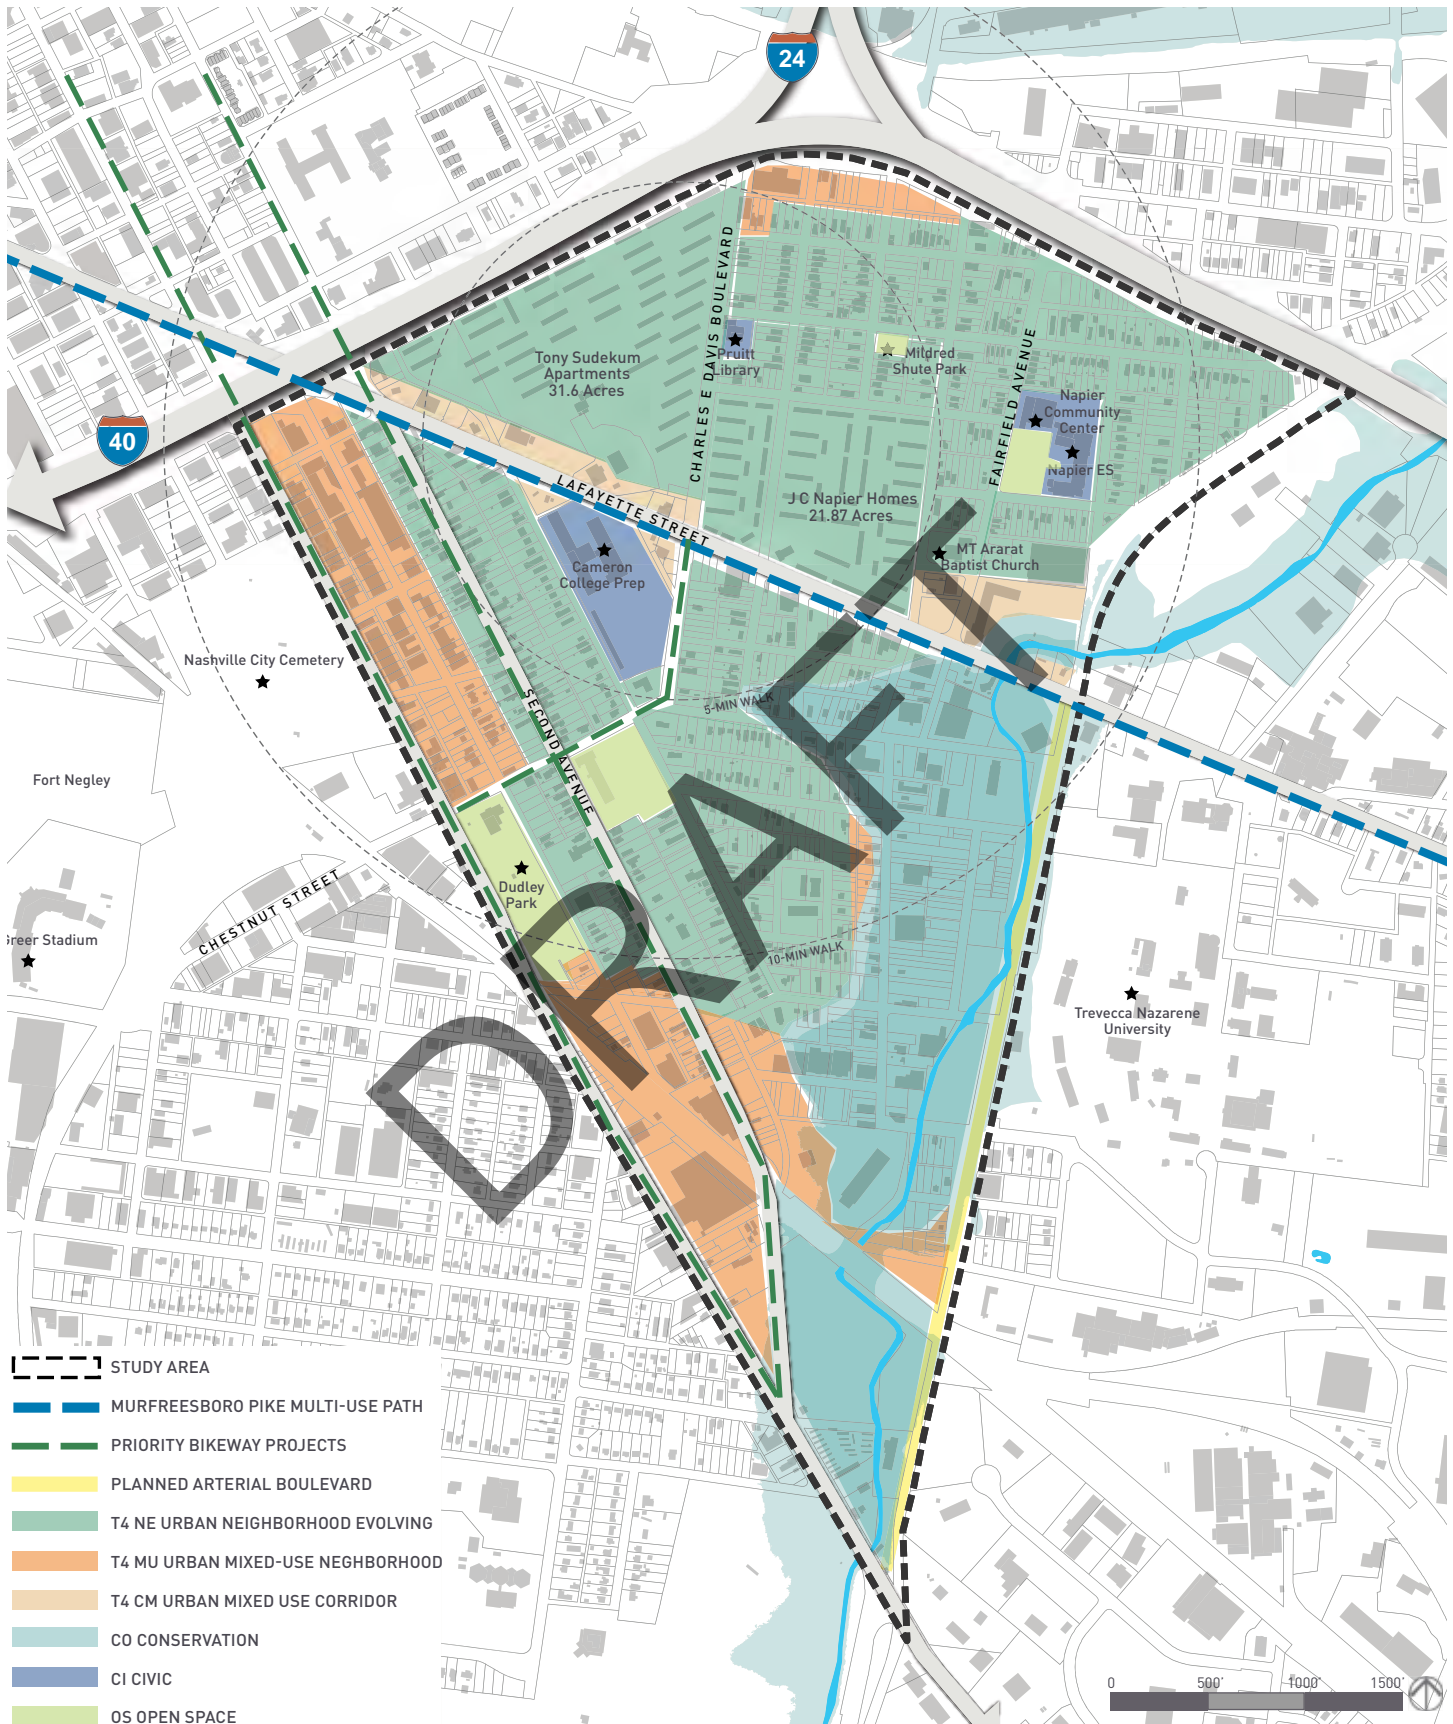 24
40
CHARLES E DAVIS BOULEVARD
Tony Sudekum
Apartments
31.6 Acres
Pruitt
Library
Mildred
Shute Park
FAIRFIELD AVENUE
Napier
Community
Center
Napier ES
J C Napier Homes
21.87 Acres
LAFAYETTE STREET
MT Ararat
Baptist Church
Cameron
College Prep
Nashville City Cemetery
SECOND AVENUE
5-MIN WALK
Fort Negley
Dudley
Park
CHESTNUT STREET
Greer Stadium
10-MIN WALK
Trevecca Nazarene
University
DRAFT
STUDY AREA
MURFREESBORO PIKE MULTI-USE PATH
PRIORITY BIKEWAY PROJECTS
PLANNED ARTERIAL BOULEVARD
T4 NE URBAN NEIGHBORHOOD EVOLVING
T4 MU URBAN MIXED-USE NEGHBORHOOD
T4 CM URBAN MIXED USE CORRIDOR
CO CONSERVATION
CI CIVIC
OS OPEN SPACE
0 500' 1000' 1500'